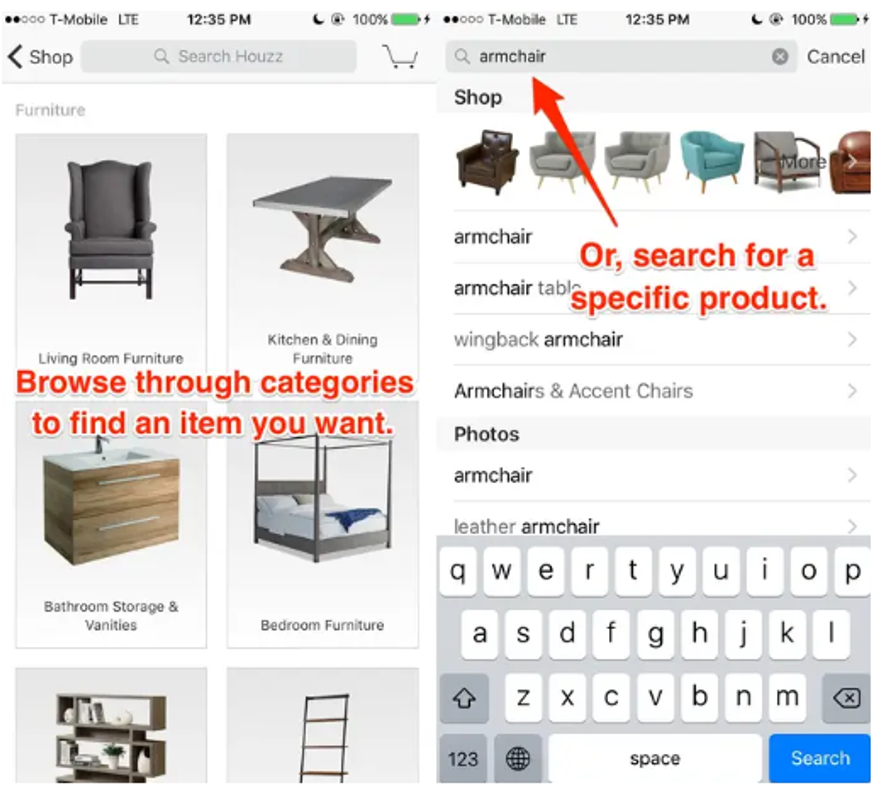 T-Mobile LTE 12:35 PM 100%
Shop Search Houzz
Furniture
Living Room Furniture
Kitchen & Dining
Furniture
Browse through categories
to find an item you want.
Bathroom Storage &
Vanities
Bedroom Furniture
T-Mobile LTE 12:35 PM 100%
armchair Cancel
Shop
More
armchair
Or, search for a
specific product.
armchair table
wingback armchair
Armchairs & Accent Chairs
Photos
armchair
leather armchair
q w e r t y u i o p
a s d f g h j k l
z x c v b n m
123 space Search